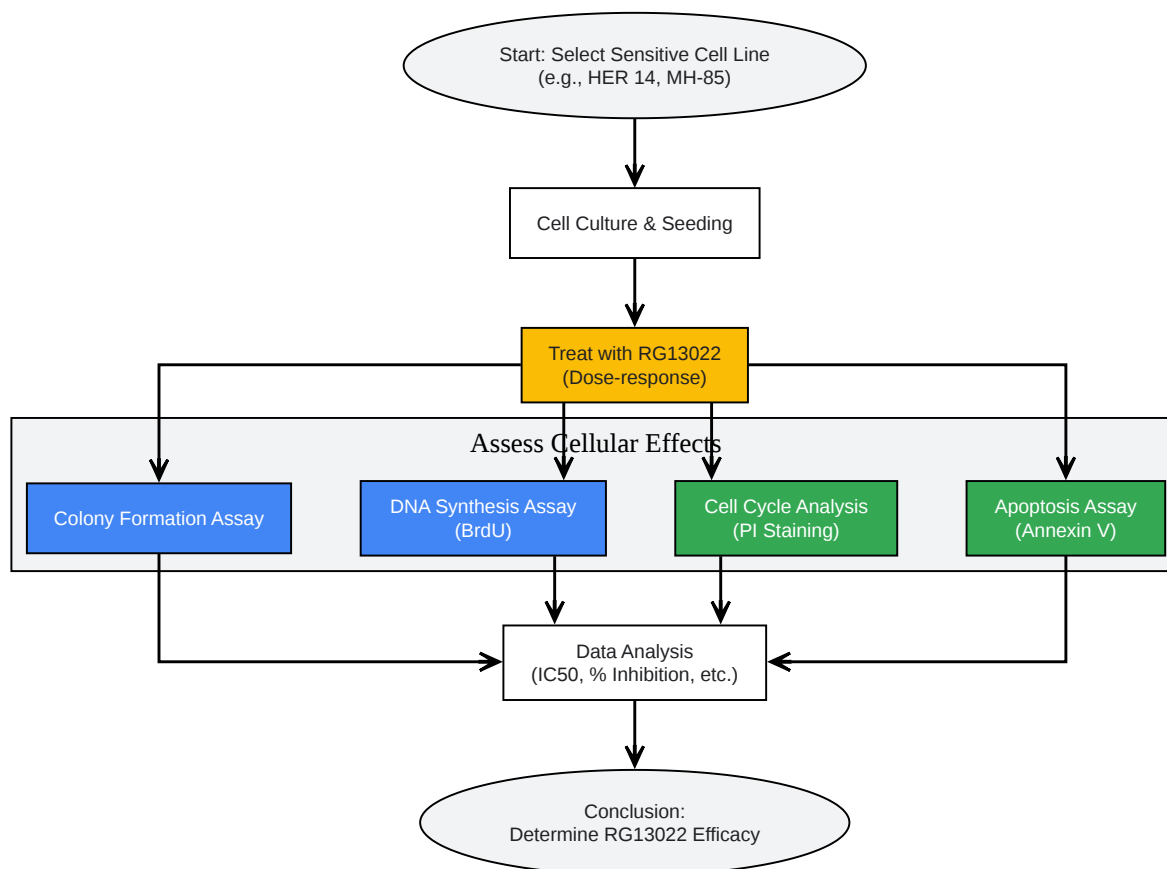 Start: Select Sensitive Cell Line
(e.g., HER 14, MH-85)
Cell Culture & Seeding
Treat with RG13022
(Dose-response)
Assess Cellular Effects
Colony Formation Assay
DNA Synthesis Assay
(BrdU)
Cell Cycle Analysis
(PI Staining)
Apoptosis Assay
(Annexin V)
Data Analysis
(IC50, % Inhibition, etc.)
Conclusion:
Determine RG13022 Efficacy